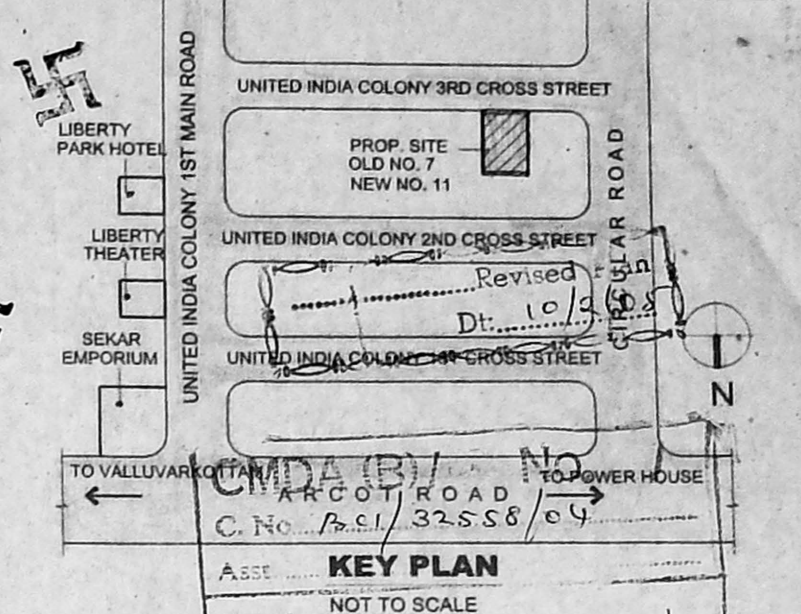 UNITED INDIA COLONY 3RD CROSS STREET
UNITED INDIA COLONY 1ST MAIN ROAD
LIBERTY
PARK HOTEL
PROP. SITE
OLD NO. 7
NEW NO. 11
CIRCULAR ROAD
LIBERTY
THEATER
UNITED INDIA COLONY 2ND CROSS STREET
Revised
Dt:
SEKAR
EMPORIUM
UNITED INDIA COLONY 1ST CROSS STREET
N
TO VALLUVARKOTTAM
CMDA (B)/ No
TO POWER HOUSE
ARCOT ROAD
C. No. BC1/32558/04
KEY PLAN
NOT TO SCALE